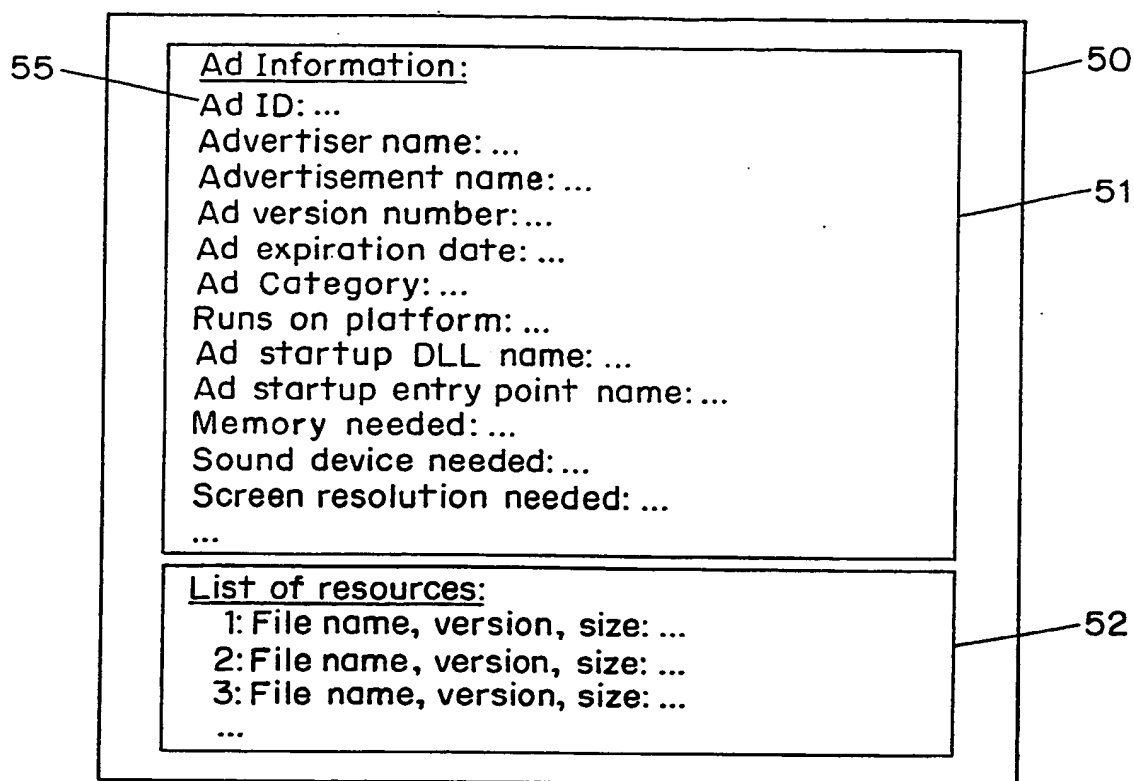 Ad Information:
Ad ID: ...
Advertiser name: ...
Advertisement name: ...
Ad version number: ...
Ad expiration date: ...
Ad Category: ...
Runs on platform: ...
Ad startup DLL name: ...
Ad startup entry point name: ...
Memory needed: ...
Sound device needed: ...
Screen resolution needed: ...
...
List of resources:
1: File name, version, size: ...
2: File name, version, size: ...
3: File name, version, size: ...
...
55
50
51
52